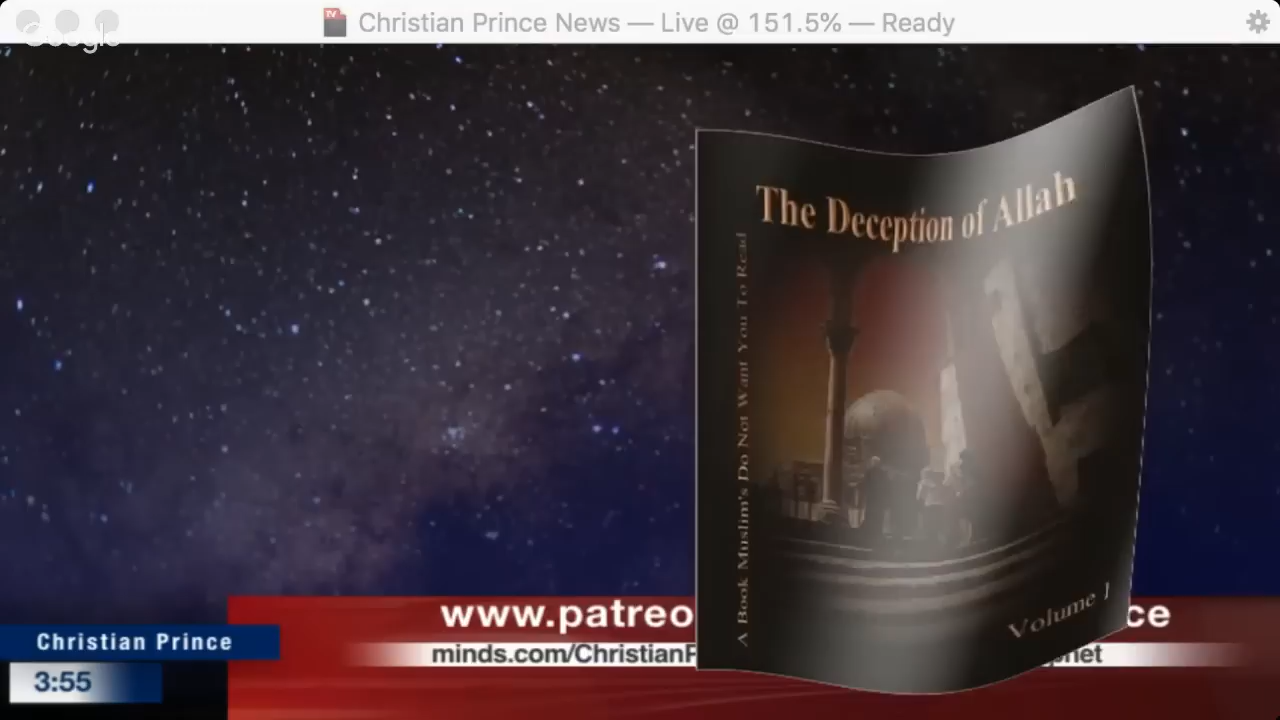 Christian Prince News — Live @ 151.5% — Ready
Google
The Deception of Allah
A Book Muslim's Do Not Want You To Read
Volume 1
www.patreo
ce
minds.com/ChristianP
Christian Prince
3:55